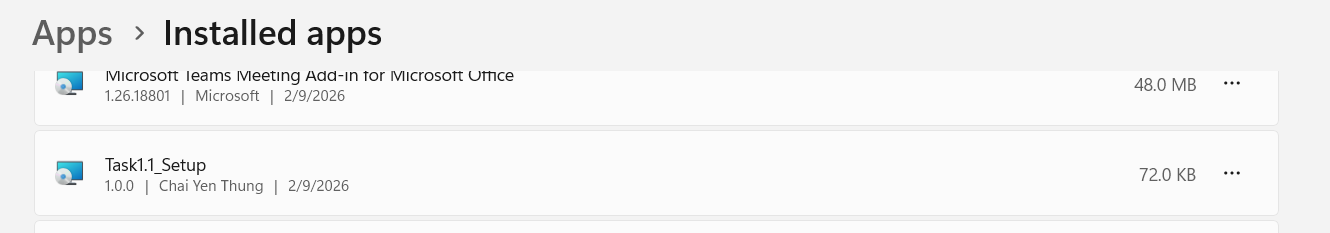 Apps > Installed apps
Microsoft Teams Meeting Add-in for Microsoft Office
1.26.18801 | Microsoft | 2/9/2026
48.0 MB
Task1.1_Setup
1.0.0 | Chai Yen Thung | 2/9/2026
72.0 KB